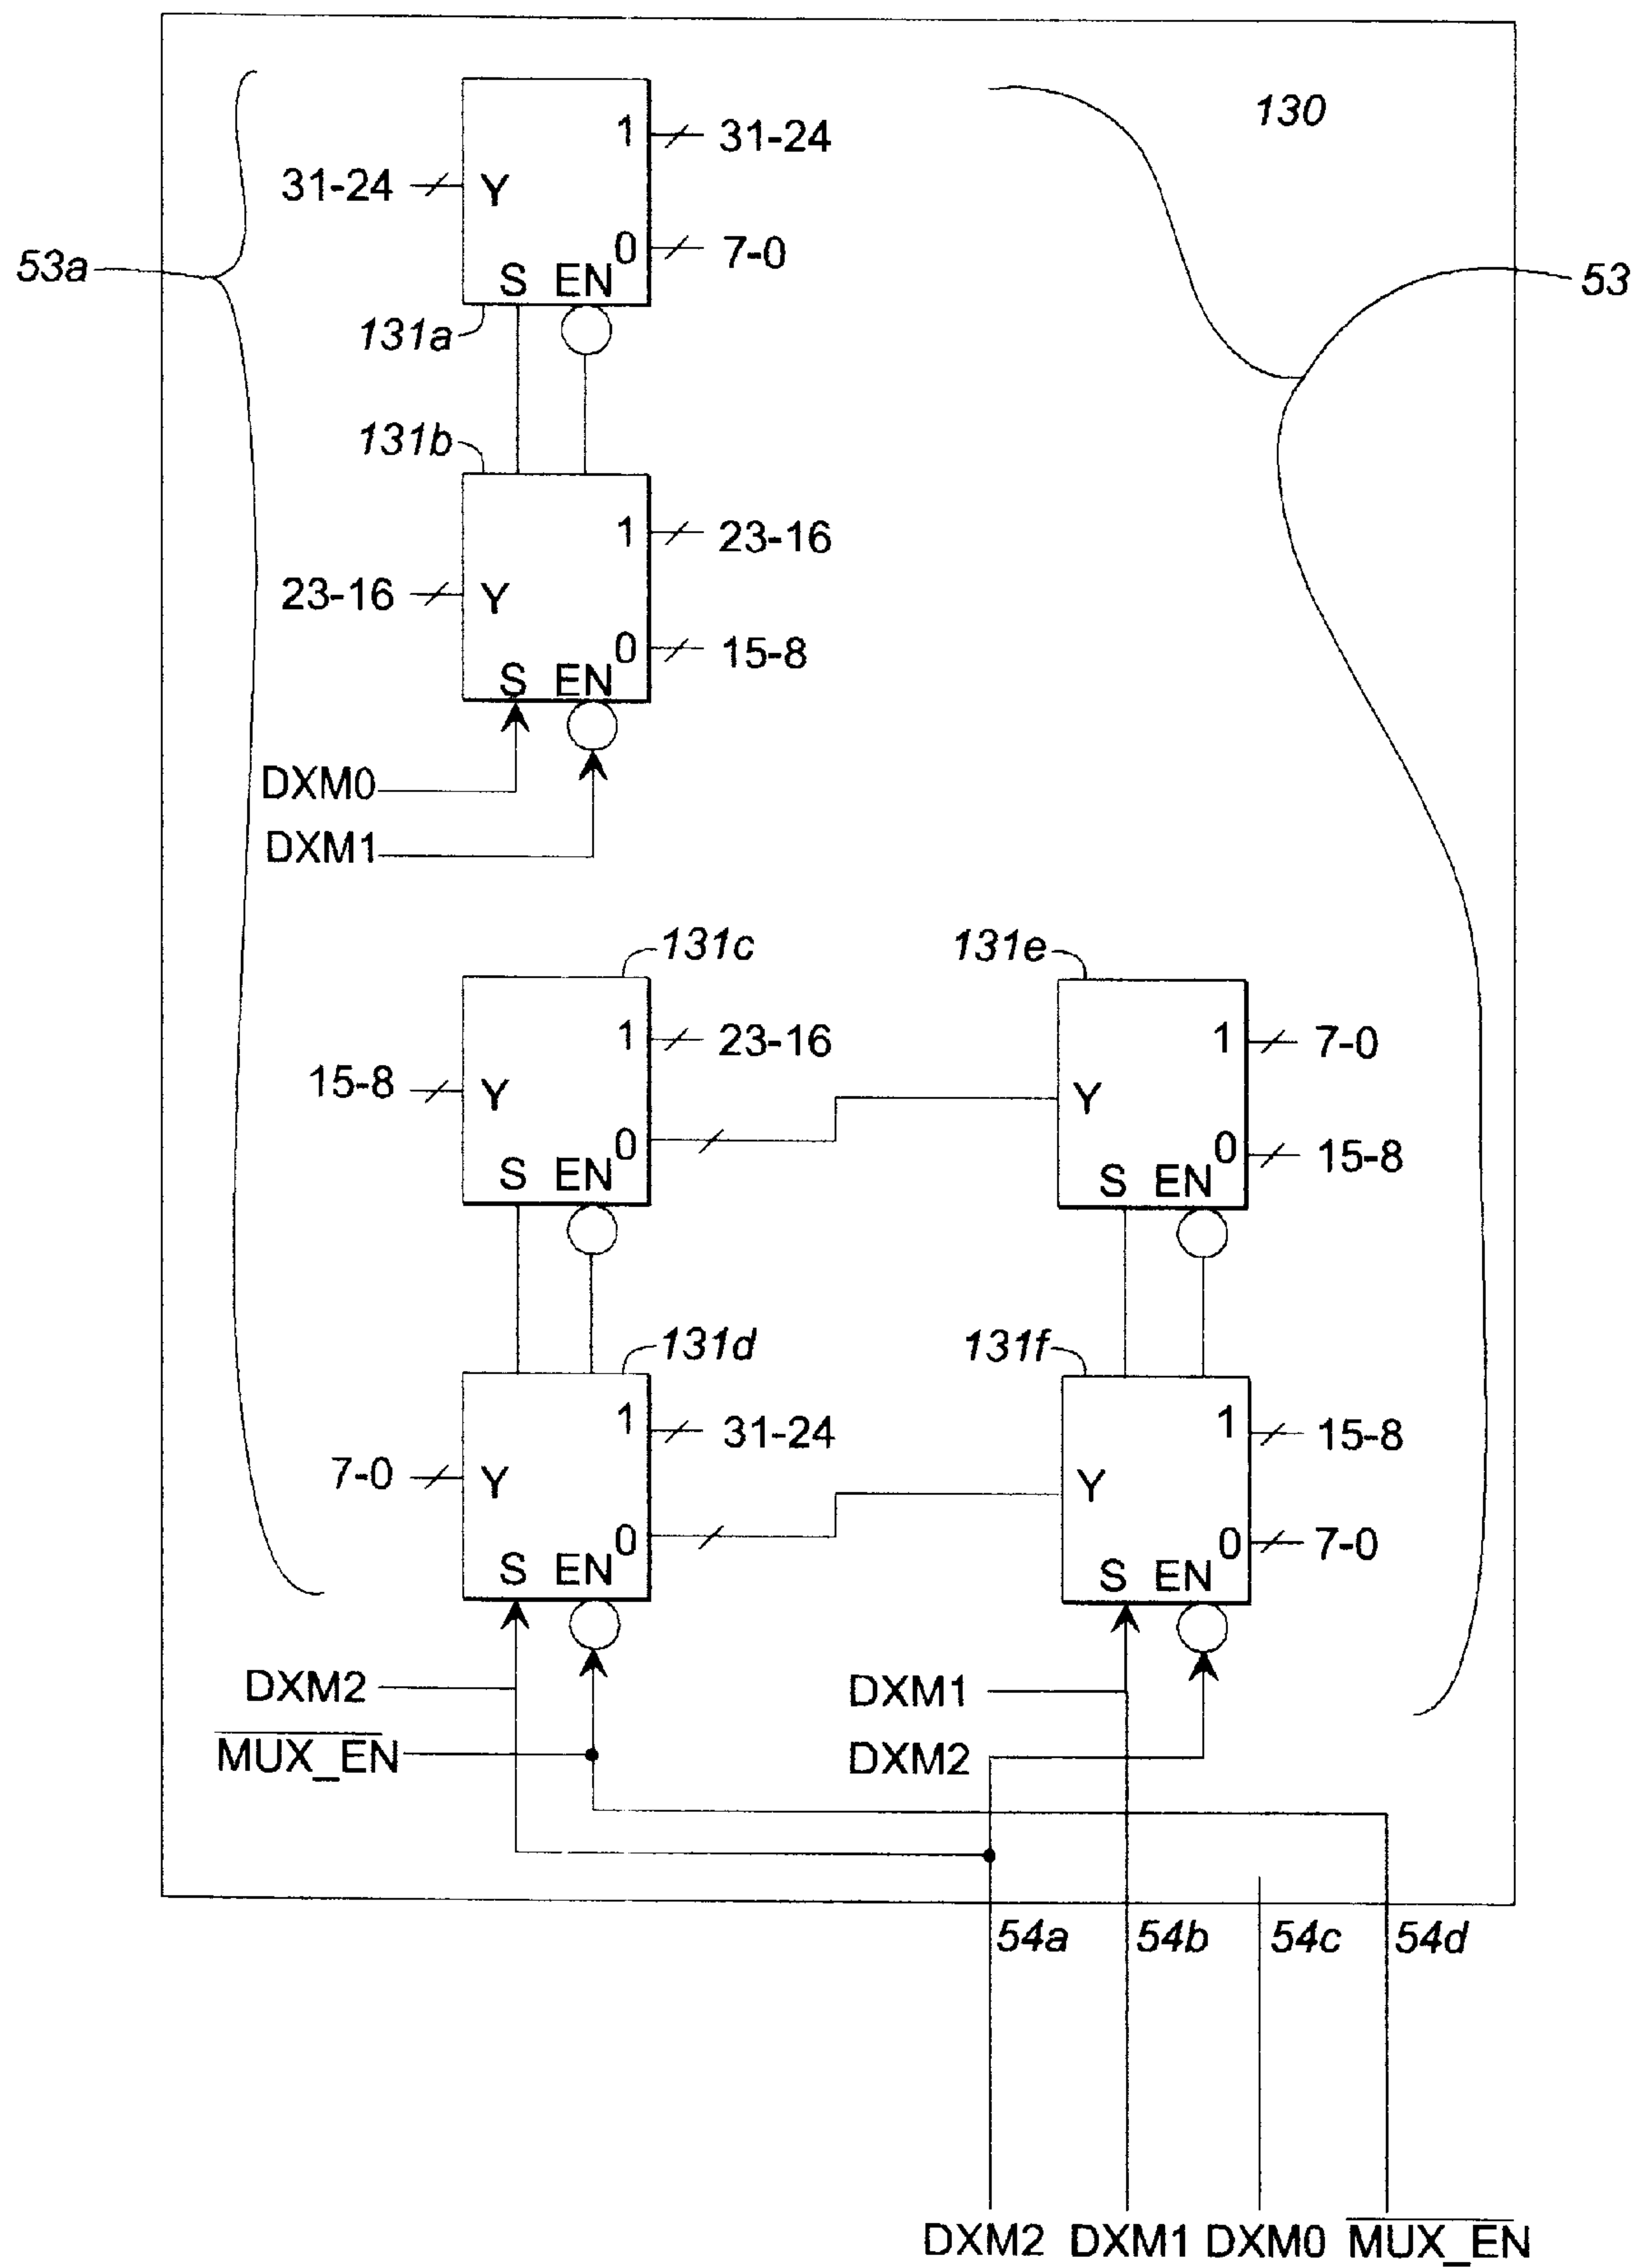 130
1
31-24
31-24
Y
0
7-0
53a
53
S EN
131a
131b
1
23-16
23-16
Y
0
15-8
S EN
DXM0
DXM1
131c
131e
1
23-16
1
7-0
15-8
Y
Y
0
0
15-8
S EN
S EN
131d
131f
1
31-24
1
15-8
7-0
Y
Y
0
0
7-0
S EN
S EN
DXM2
DXM1
MUX_EN
DXM2
54a
54b
54c
54d
DXM2 DXM1 DXM0 MUX_EN